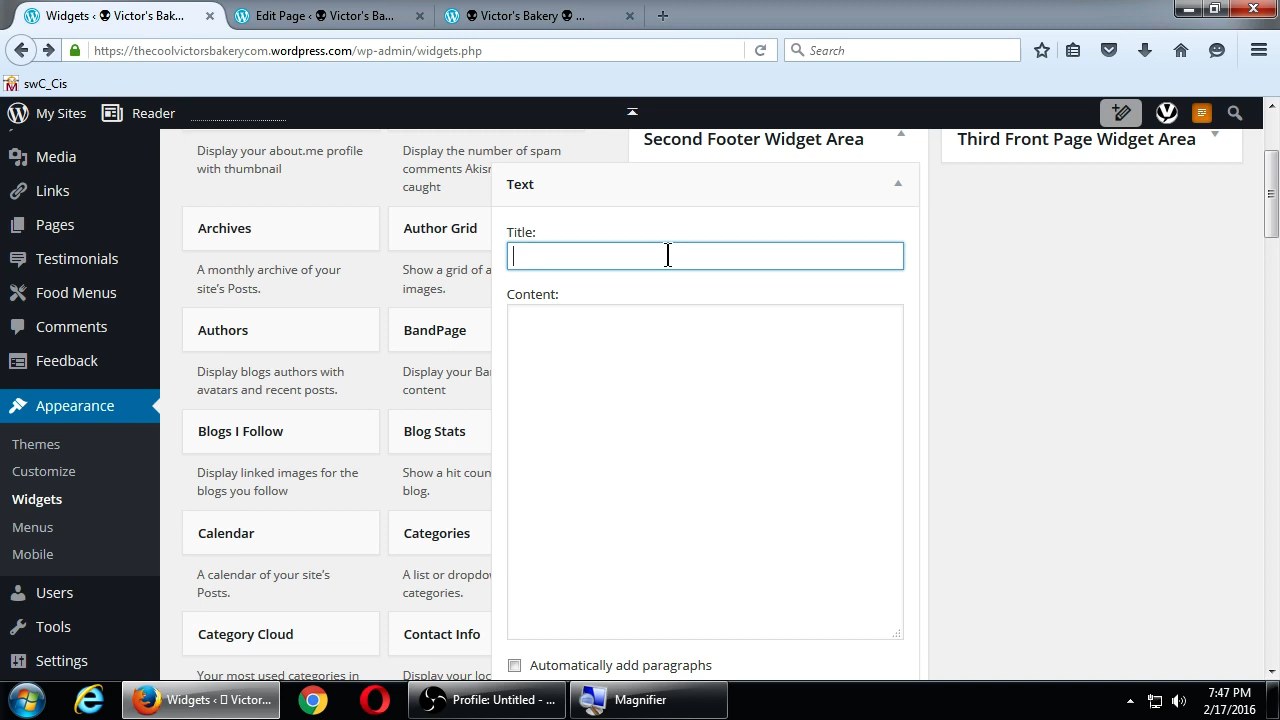 Widgets ‹ Victor's Bak...
Edit Page ‹ Victor's Ba...
Victor's Bakery ...
https://thecoolvictorsbakerycom.wordpress.com/wp-admin/widgets.php
Search
swC_Cis
My Sites
Reader
Media
Links
Pages
Testimonials
Food Menus
Comments
Feedback
Appearance
Themes
Customize
Widgets
Menus
Mobile
Users
Tools
Settings
Display your about.me profile
with thumbnail
Display the number of spam
comments Akis
caught
Archives
Author Grid
A monthly archive of your
site's Posts.
Show a grid of a
images.
Authors
BandPage
Display blogs authors with
avatars and recent posts.
Display your Ba
content
Blogs I Follow
Blog Stats
Display linked images for the
blogs you follow
Show a hit coun
blog.
Calendar
Categories
A calendar of your site's
Posts.
A list or dropdo
categories.
Category Cloud
Contact Info
Your most used categories in
Display your loc
Second Footer Widget Area
Third Front Page Widget Area
Text
Title:
Content:
Automatically add paragraphs
Widgets ‹ Victor...
Profile: Untitled - ...
Magnifier
7:47 PM
2/17/2016